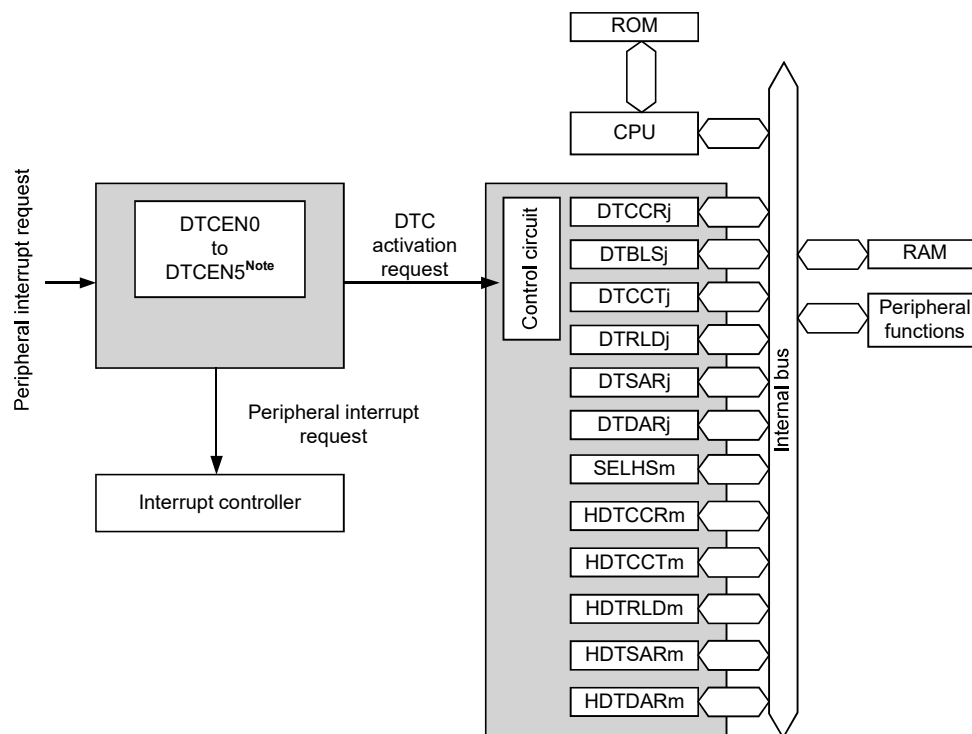 ROM
CPU
Peripheral interrupt request
DTCEN0
to
DTCEN5Note
DTC
activation
request
Control circuit
DTCCRj
DTBLSj
DTCCTj
DTRLDj
DTSARj
DTDARj
SELHSm
HDTCCRm
HDTCCTm
HDTRLDm
HDTSARm
HDTDARm
Internal bus
RAM
Peripheral
functions
Peripheral interrupt
request
Interrupt controller